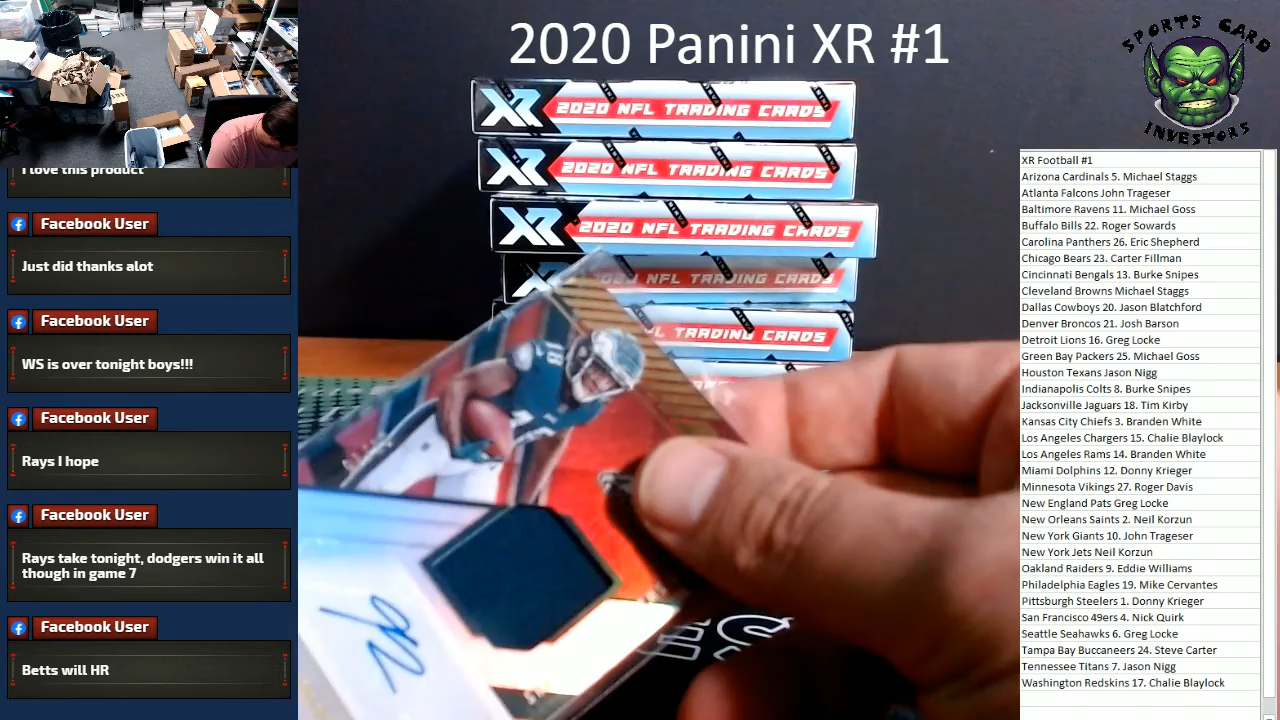 2020 Panini XR #1
SPORTS CARD
INVESTORS
XR 2020 NFL TRADING CARDS
XR 2020 NFL TRADING CARDS
XR 2020 NFL TRADING CARDS
2020 NFL TRADING CARDS
NFL TRADING CARDS
18
I love this product
Facebook User
Just did thanks alot
Facebook User
WS is over tonight boys!!!
Facebook User
Rays I hope
Facebook User
Rays take tonight, dodgers win it all
though in game 7
Facebook User
Betts will HR
XR Football #1
Arizona Cardinals 5. Michael Staggs
Atlanta Falcons John Trageser
Baltimore Ravens 11. Michael Goss
Buffalo Bills 22. Roger Sowards
Carolina Panthers 26. Eric Shepherd
Chicago Bears 23. Carter Fillman
Cincinnati Bengals 13. Burke Snipes
Cleveland Browns Michael Staggs
Dallas Cowboys 20. Jason Blatchford
Denver Broncos 21. Josh Barson
Detroit Lions 16. Greg Locke
Green Bay Packers 25. Michael Goss
Houston Texans Jason Nigg
Indianapolis Colts 8. Burke Snipes
Jacksonville Jaguars 18. Tim Kirby
Kansas City Chiefs 3. Branden White
Los Angeles Chargers 15. Chalie Blaylock
Los Angeles Rams 14. Branden White
Miami Dolphins 12. Donny Krieger
Minnesota Vikings 27. Roger Davis
New England Pats Greg Locke
New Orleans Saints 2. Neil Korzun
New York Giants 10. John Trageser
New York Jets Neil Korzun
Oakland Raiders 9. Eddie Williams
Philadelphia Eagles 19. Mike Cervantes
Pittsburgh Steelers 1. Donny Krieger
San Francisco 49ers 4. Nick Quirk
Seattle Seahawks 6. Greg Locke
Tampa Bay Buccaneers 24. Steve Carter
Tennessee Titans 7. Jason Nigg
Washington Redskins 17. Chalie Blaylock